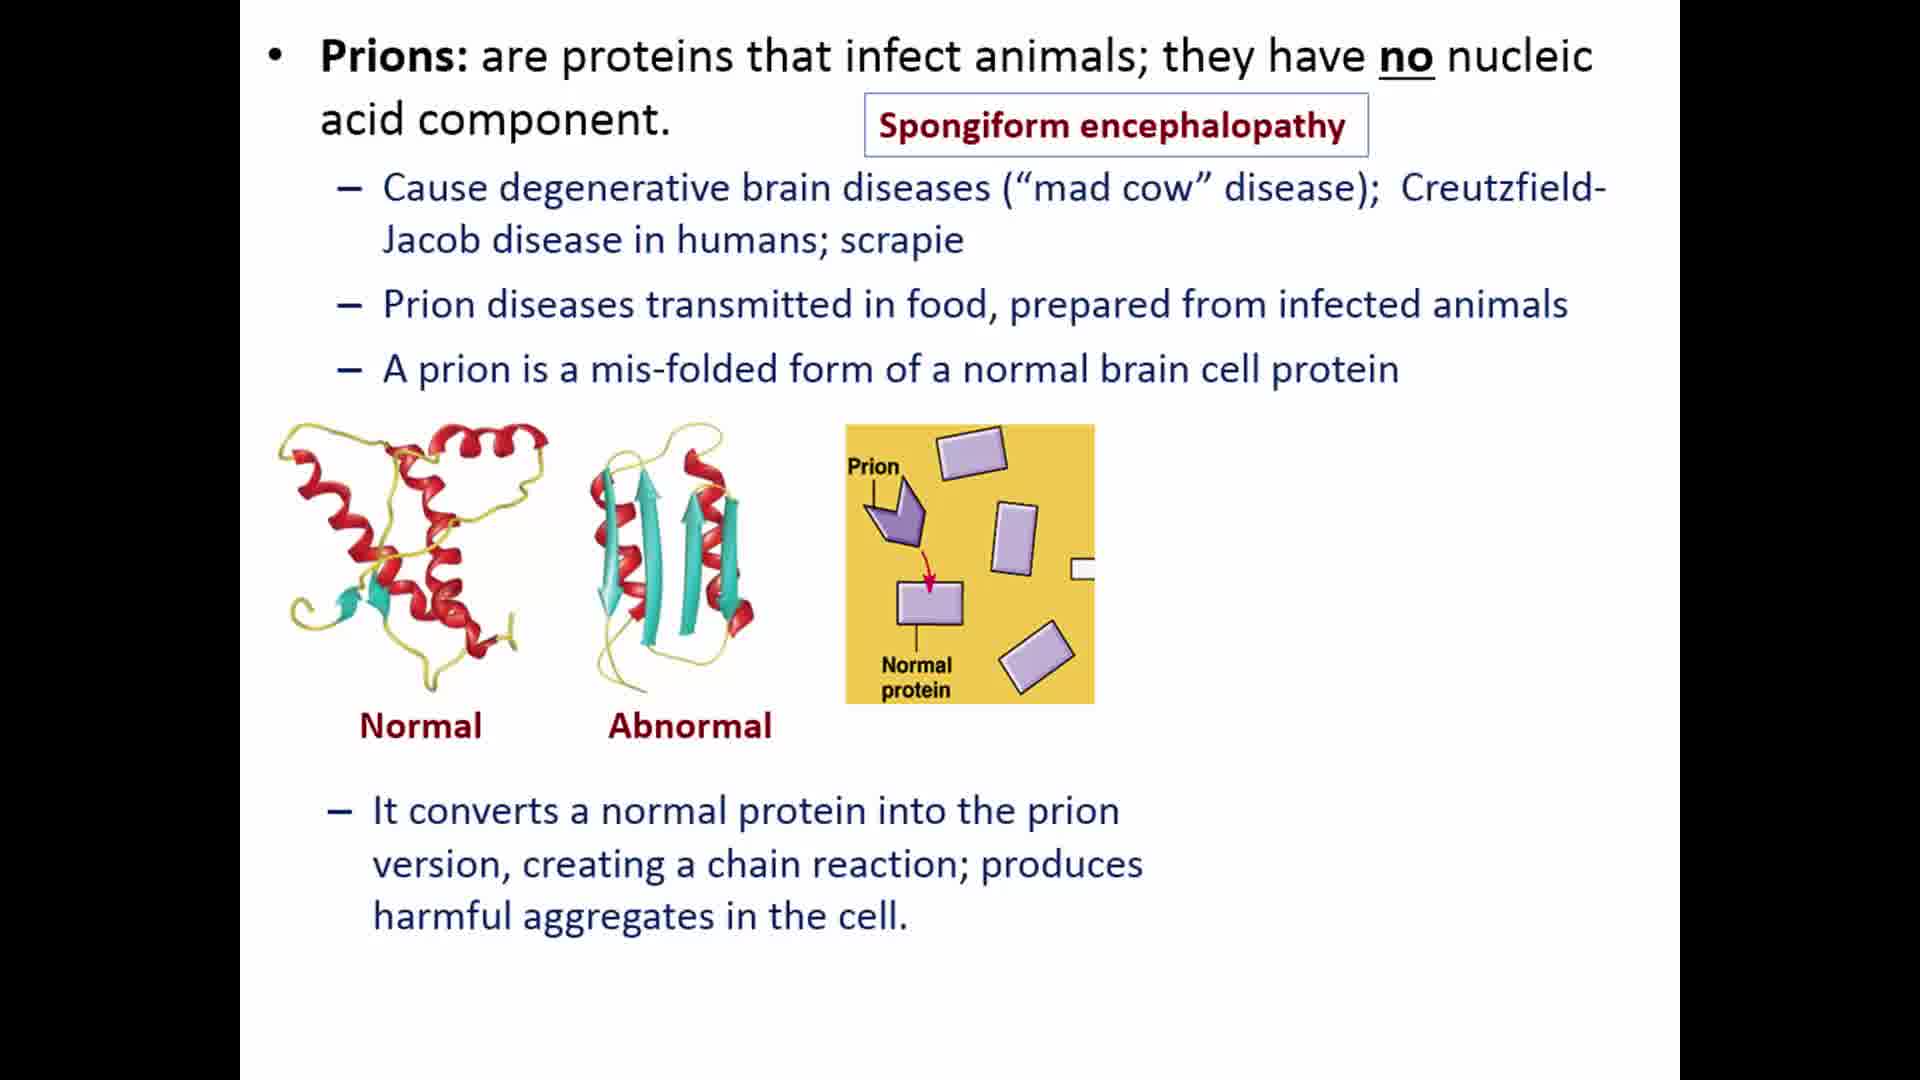 • Prions: are proteins that infect animals; they have no nucleic
acid component.
Spongiform encephalopathy
– Cause degenerative brain diseases (“mad cow” disease); Creutzfield-
Jacob disease in humans; scrapie
– Prion diseases transmitted in food, prepared from infected animals
– A prion is a mis-folded form of a normal brain cell protein
Prion
Normal
protein
Normal
Abnormal
– It converts a normal protein into the prion
version, creating a chain reaction; produces
harmful aggregates in the cell.